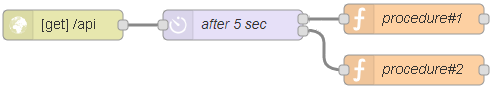 [get] /api
after 5 sec
procedure#1
procedure#2